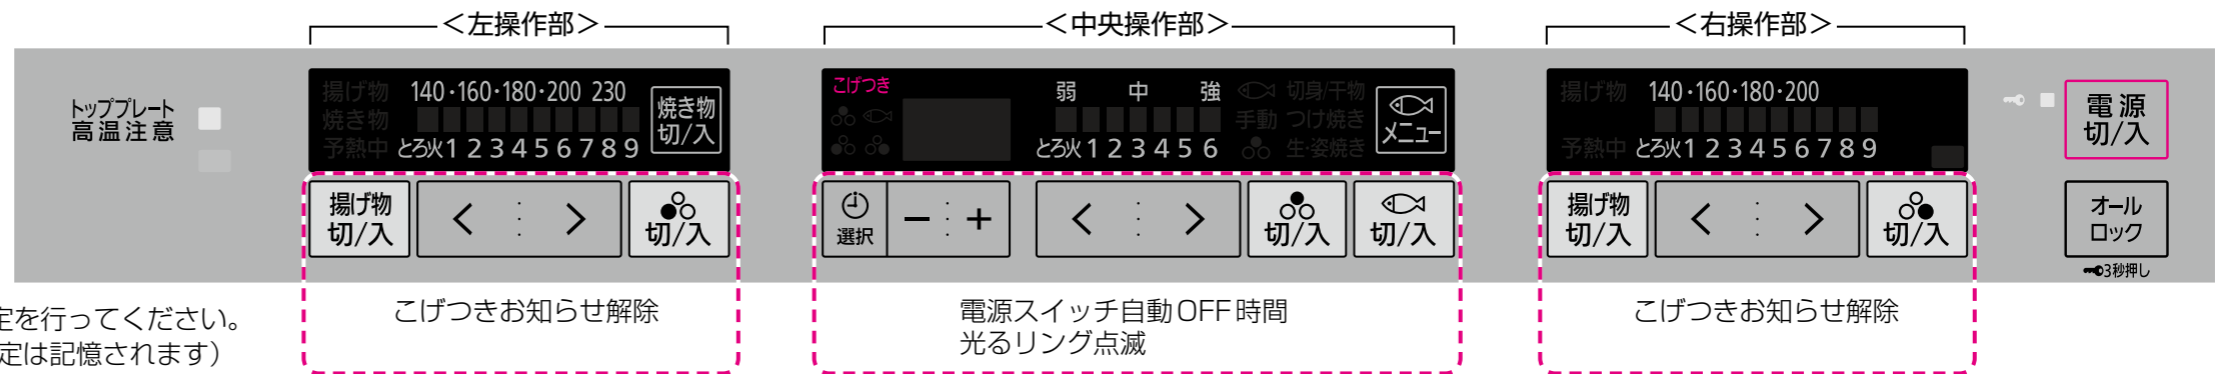 ＜左操作部＞
＜中央操作部＞
＜右操作部＞
トッププレート
高温注意
揚げ物 140・160・180・200 230
焼き物
予熱中 とろ火1 2 3 4 5 6 7 8 9
焼き物
切/入
揚げ物
切/入
＜ ＞
切/入
こげつき
弱 中 強
とろ火 1 2 3 4 5 6
切身/干物
手動 つけ焼き
生・姿焼き
メニュー
選択
− +
＜ ＞
切/入
切/入
揚げ物 140・160・180・200
予熱中 とろ火1 2 3 4 5 6 7 8 9
揚げ物
切/入
＜ ＞
切/入
電源
切/入
オール
ロック
3秒押し
定を行ってください。
定は記憶されます）
こげつきお知らせ解除
電源スイッチ自動OFF時間
光るリング点滅
こげつきお知らせ解除